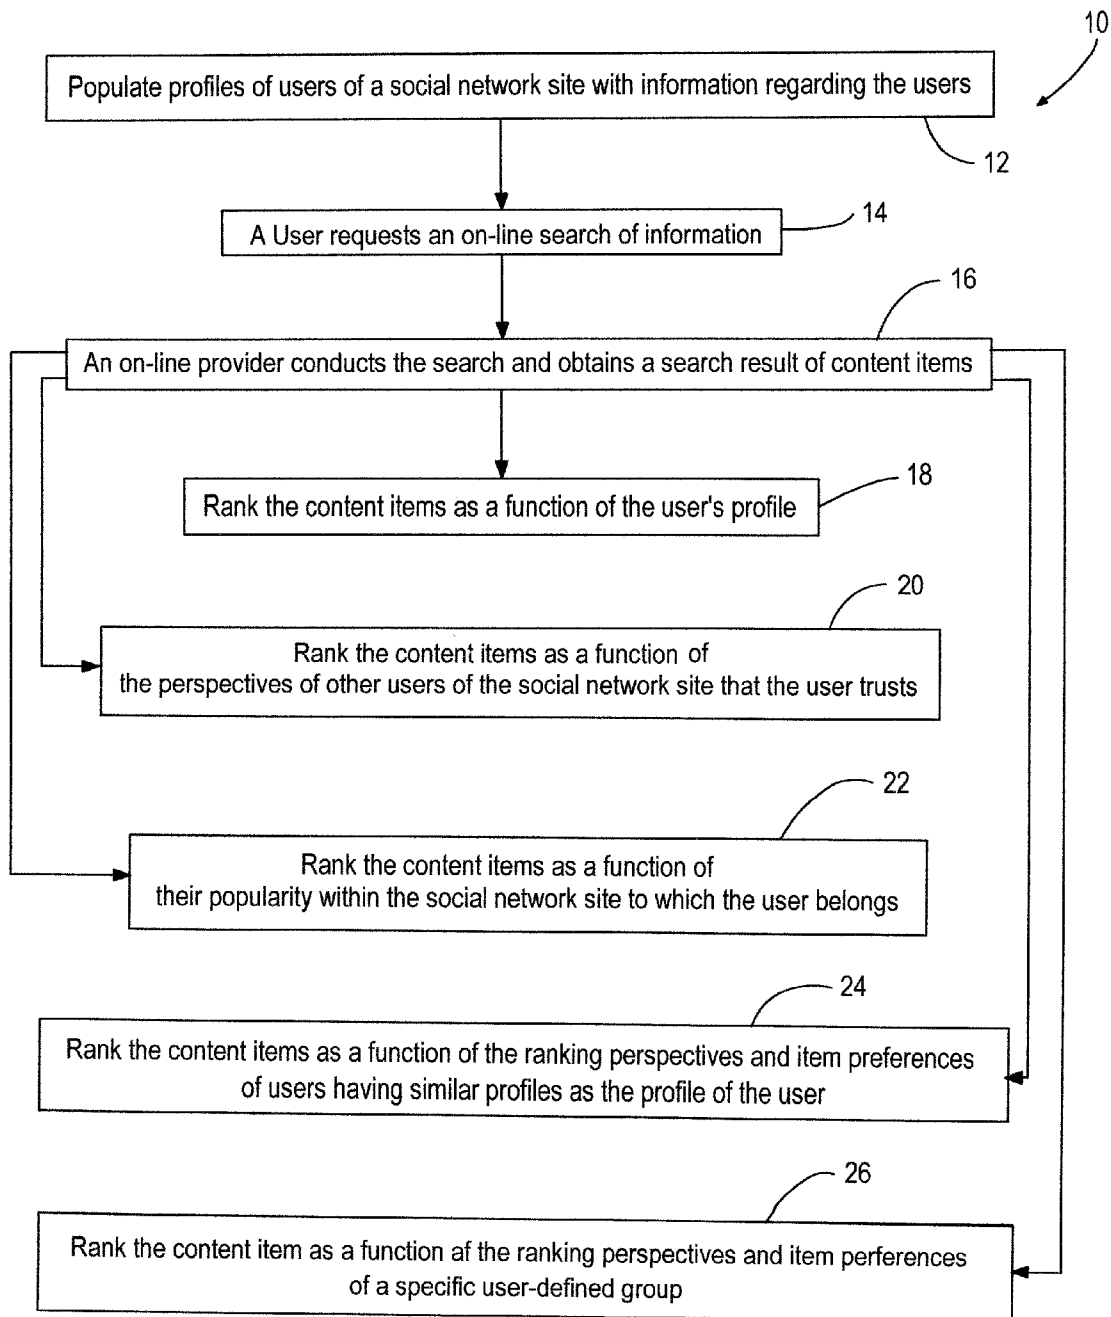 10
Populate profiles of users of a social network site with information regarding the users
12
14
A User requests an on-line search of information
16
An on-line provider conducts the search and obtains a search result of content items
18
Rank the content items as a function of the user's profile
20
Rank the content items as a function of
the perspectives of other users of the social network site that the user trusts
22
Rank the content items as a function of
their popularity within the social network site to which the user belongs
24
Rank the content items as a function of the ranking perspectives and item preferences
of users having similar profiles as the profile of the user
26
Rank the content item as a function af the ranking perspectives and item perferences
of a specific user-defined group